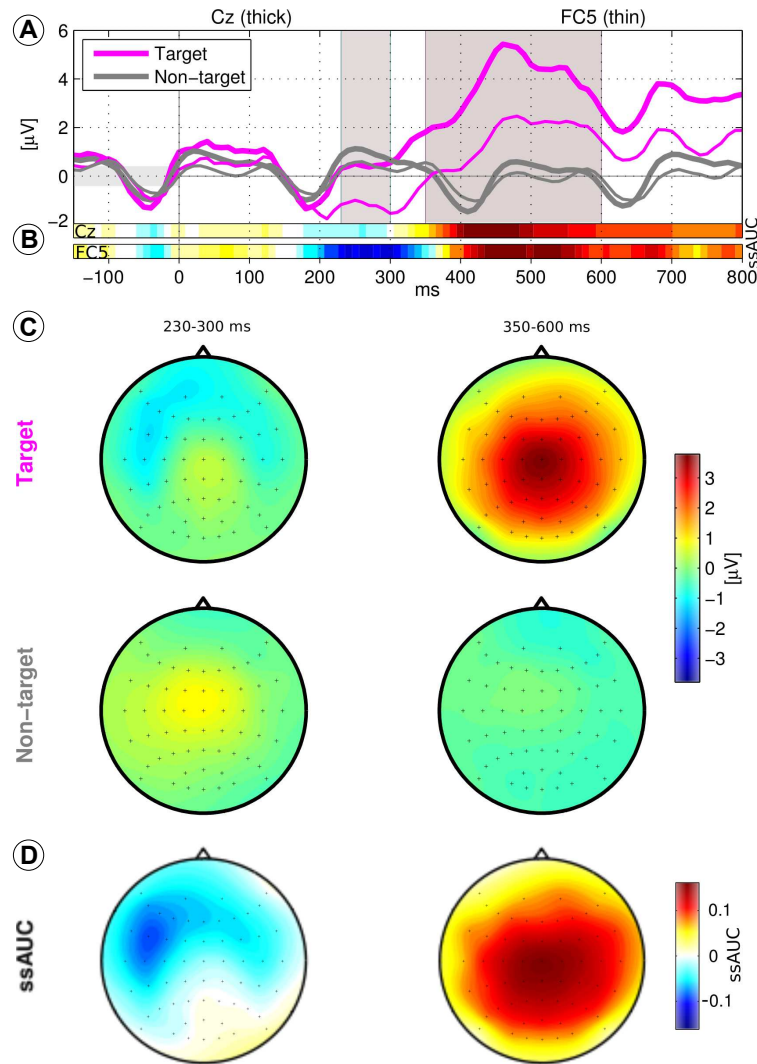 A
Cz (thick) FC5 (thin)
6
4
2
0
−2
[μV]
Target
Non-target
B
Cz
FC5
ssAUC
−100 0 100 200 300 400 500 600 700 800
ms
C
230-300 ms 350-600 ms
Target
3
2
1
0
−1
−2
−3
[μV]
Non-target
D
ssAUC
0.1
0
-0.1
ssAUC